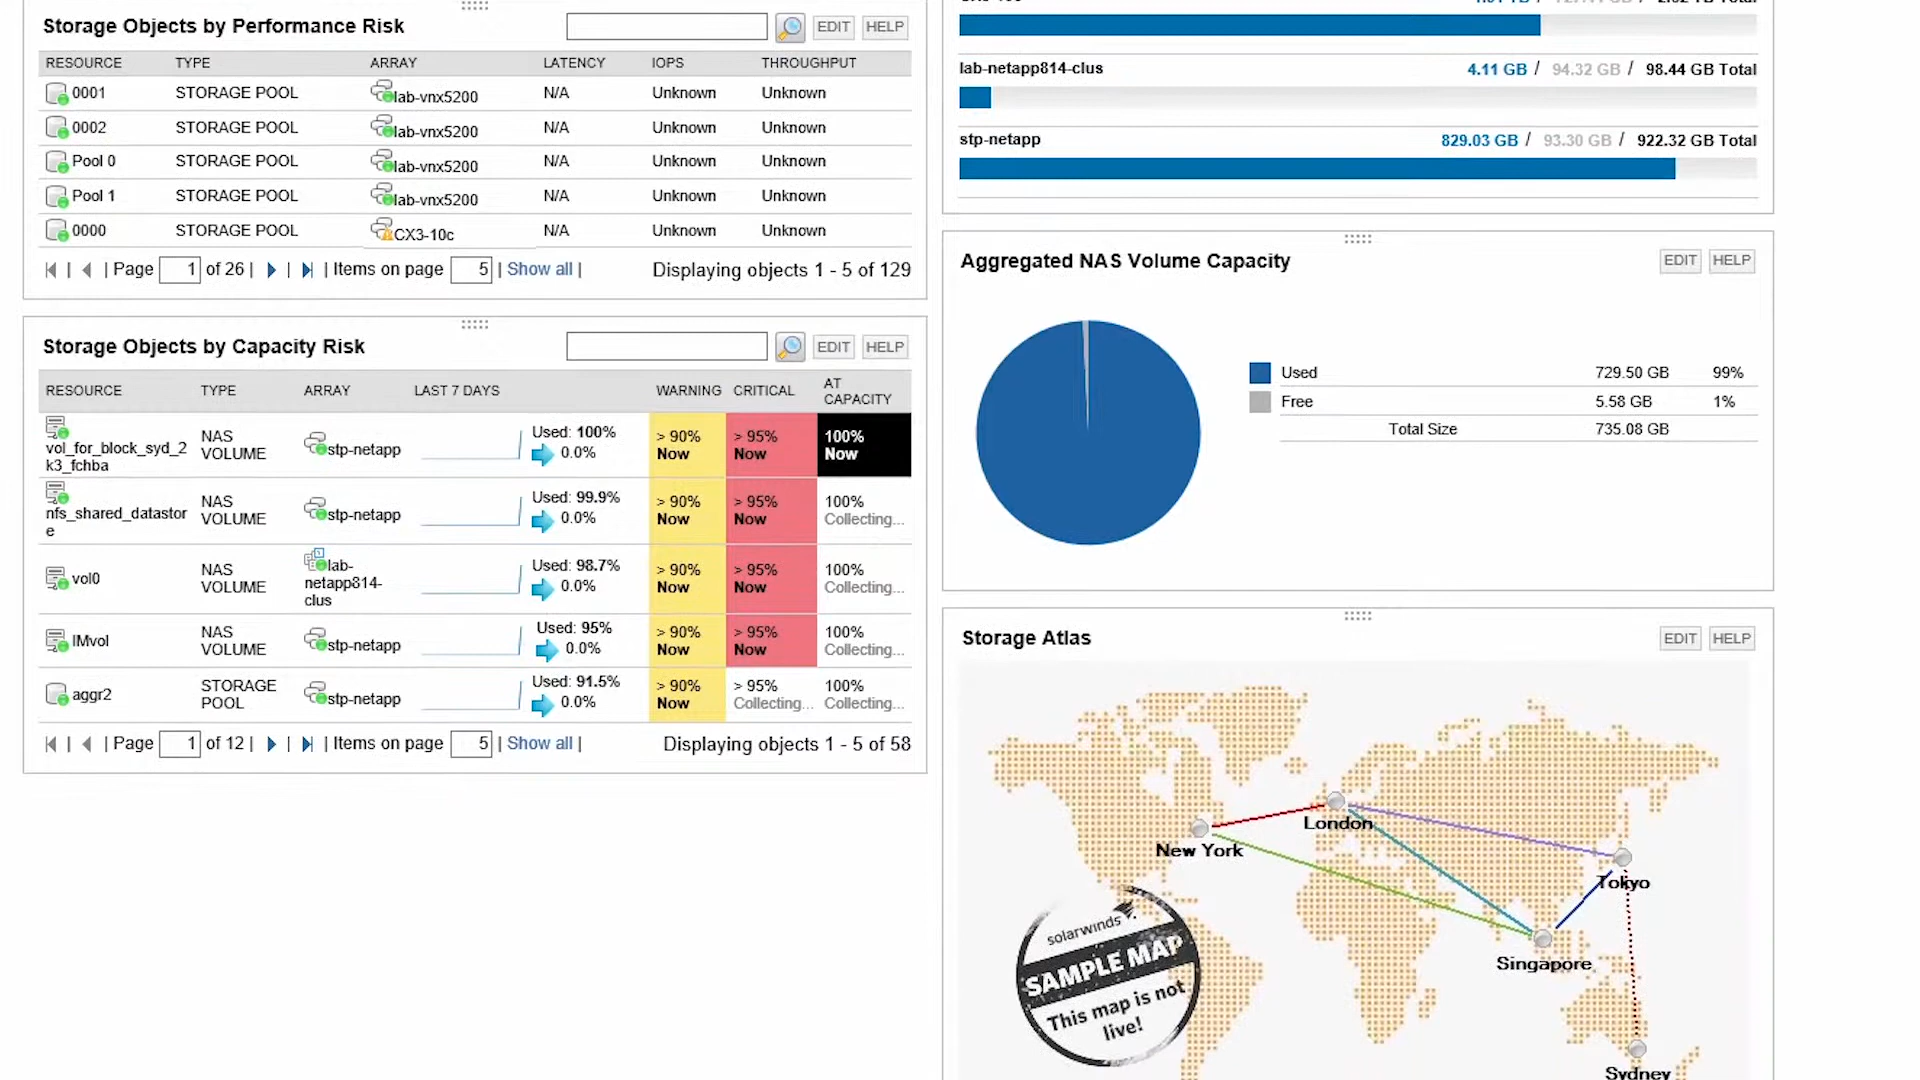 Storage Objects by Performance Risk
EDIT HELP
RESOURCE TYPE ARRAY LATENCY IOPS THROUGHPUT
0001 STORAGE POOL lab-vnx5200 N/A Unknown Unknown
0002 STORAGE POOL lab-vnx5200 N/A Unknown Unknown
Pool 0 STORAGE POOL lab-vnx5200 N/A Unknown Unknown
Pool 1 STORAGE POOL lab-vnx5200 N/A Unknown Unknown
0000 STORAGE POOL CX3-10c N/A Unknown Unknown
| | Page 1 of 26 | | | Items on page 5 | Show all | Displaying objects 1 - 5 of 129
Storage Objects by Capacity Risk
EDIT HELP
RESOURCE TYPE ARRAY LAST 7 DAYS WARNING CRITICAL AT CAPACITY
vol_for_block_syd_2
k3_fchba
NAS
VOLUME
stp-netapp
Used: 100%
0.0%
> 90%
Now
> 95%
Now
100%
Now
nfs_shared_datastor
e
NAS
VOLUME
stp-netapp
Used: 99.9%
0.0%
> 90%
Now
> 95%
Now
100%
Collecting...
vol0
NAS
VOLUME
lab-
netapp814-
clus
Used: 98.7%
0.0%
> 90%
Now
> 95%
Now
100%
Collecting...
IMvol
NAS
VOLUME
stp-netapp
Used: 95%
0.0%
> 90%
Now
> 95%
Now
100%
Collecting...
aggr2
STORAGE
POOL
stp-netapp
Used: 91.5%
0.0%
> 90%
Now
> 95%
Collecting...
100%
Collecting...
| | Page 1 of 12 | | | Items on page 5 | Show all | Displaying objects 1 - 5 of 58
lab-netapp814-clus 4.11 GB / 94.32 GB / 98.44 GB Total
stp-netapp 829.03 GB / 93.30 GB / 922.32 GB Total
Aggregated NAS Volume Capacity
EDIT HELP
Used 729.50 GB 99%
Free 5.58 GB 1%
Total Size 735.08 GB
Storage Atlas
EDIT HELP
London
New York
Tokyo
Singapore
Sydney
solarwinds
SAMPLE MAP
This map is not
live!